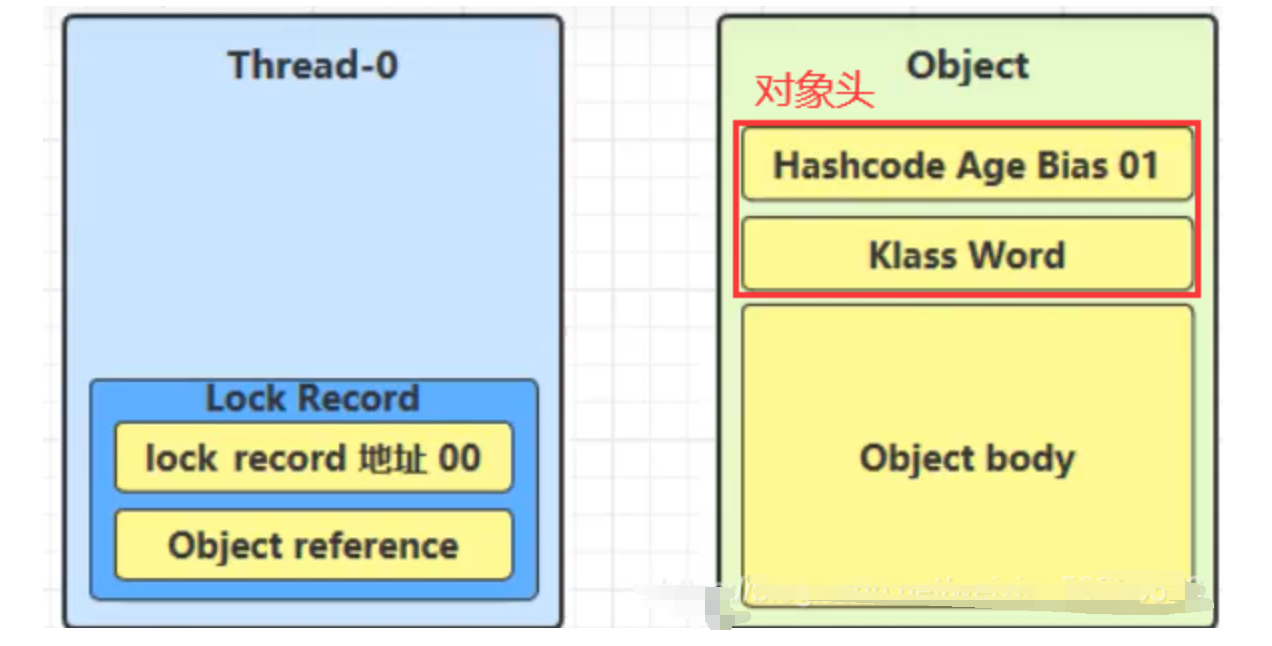 Thread-0
Lock Record
lock record 地址 00
Object reference
Object
对象头
Hashcode Age Bias 01
Klass Word
Object body